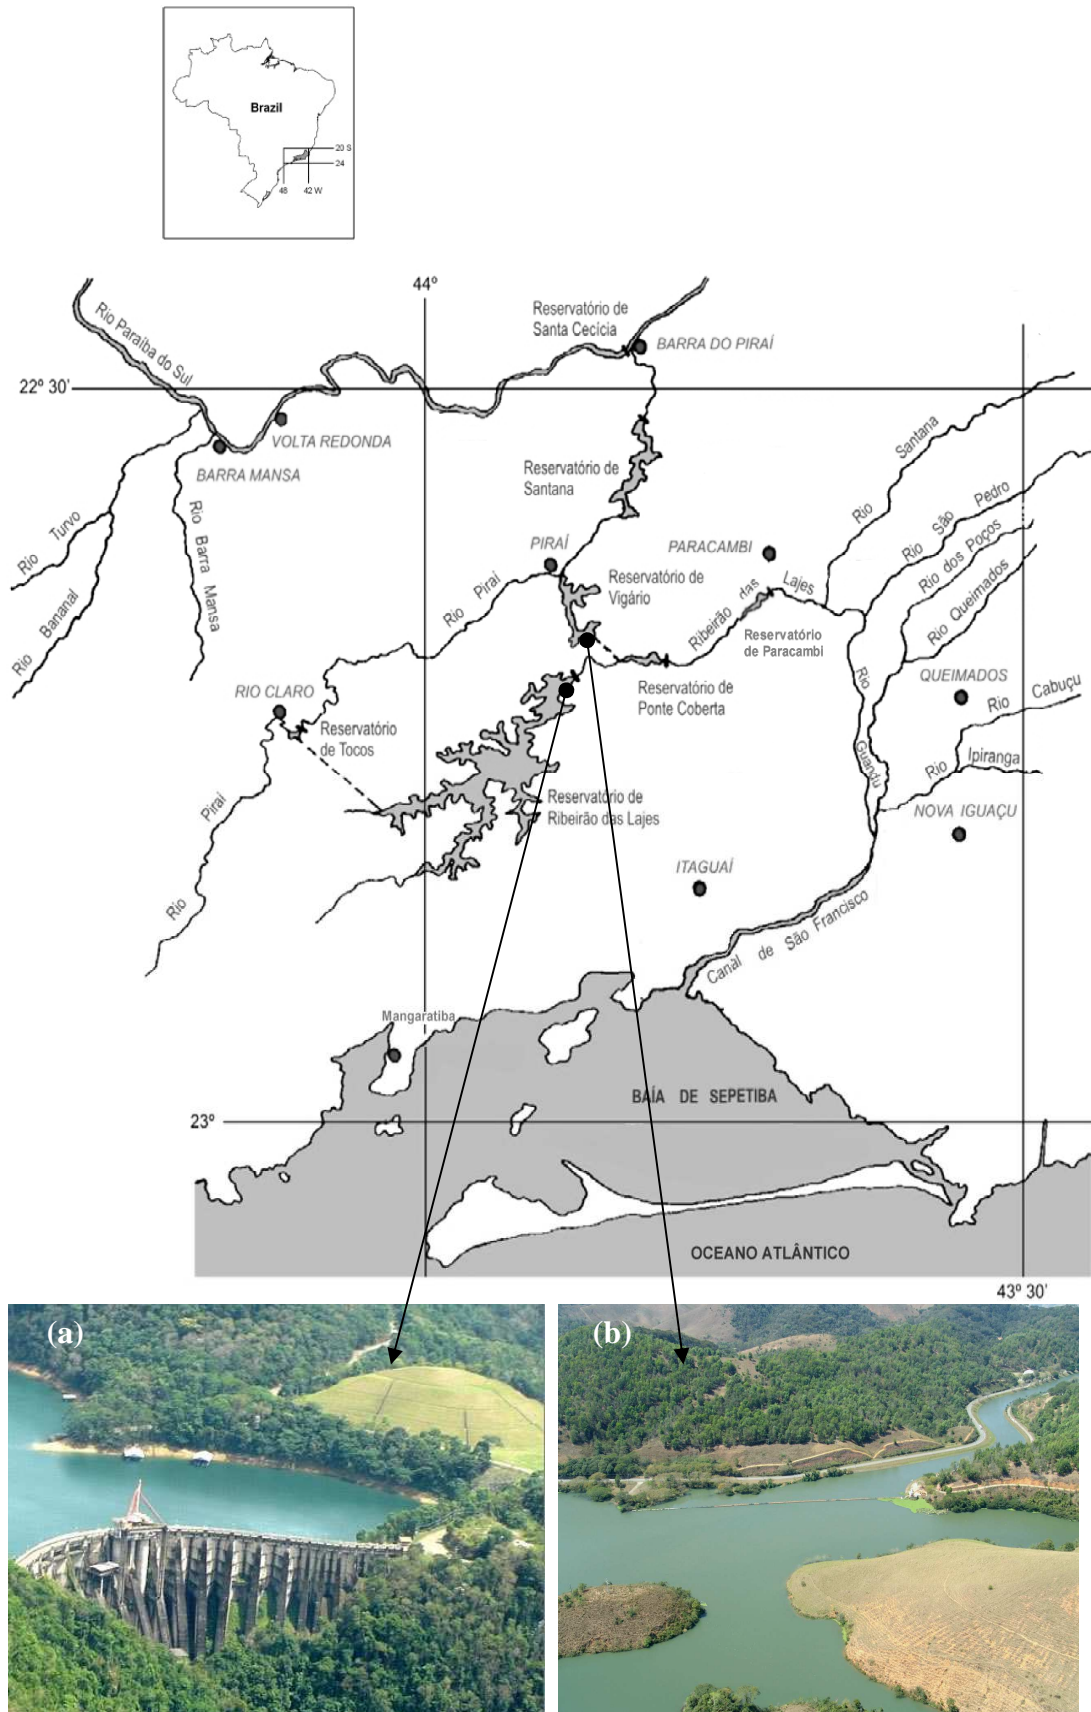 Brazil
20 S
24
48
42 W
44º
Reservatório de
Santa Cecícia
BARRA DO PIRAÍ
Rio Paraíba do Sul
22º 30'
VOLTA REDONDA
BARRA MANSA
Rio Turvo
Rio Bananal
Rio Barra Mansa
Reservatório de
Santana
Rio Santana
Rio São Pedro
Rio dos Poços
Rio Queimados
PIRAÍ
PARACAMBI
Reservatório de
Vigário
Rio Piraí
Ribeirão das Lajes
Reservatório
de Paracambi
RIO CLARO
Reservatório
de Tocos
Reservatório de
Ponte Coberta
QUEIMADOS
Rio Cabuçu
Rio Guandu
Rio Ipiranga
Rio Piraí
Reservatório de
Ribeirão das Lajes
NOVA IGUAÇU
ITAGUAÍ
Canal de São Francisco
Mangaratiba
BAÍA DE SEPETIBA
23º
OCEANO ATLÂNTICO
43º 30'
(a)
(b)